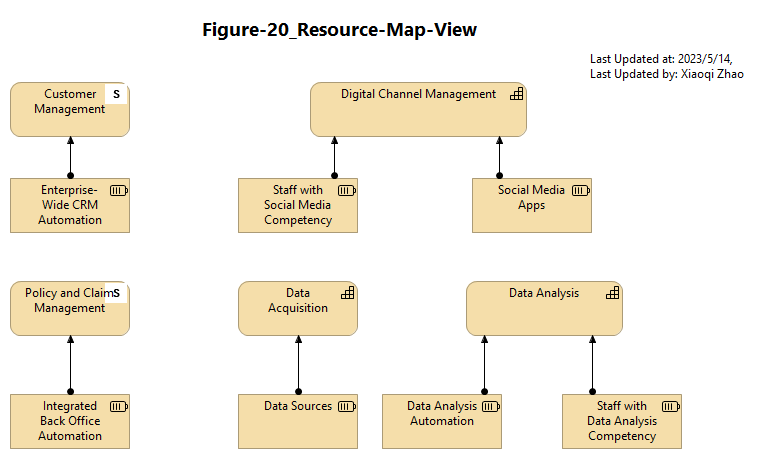 Figure-20_Resource-Map-View
Last Updated at: 2023/5/14,
Last Updated by: Xiaoqi Zhao
Customer
Management
S
Digital Channel Management
Enterprise-
Wide CRM
Automation
Staff with
Social Media
Competency
Social Media
Apps
Policy and Claims
Management
S
Data
Acquisition
Data Analysis
Integrated
Back Office
Automation
Data Sources
Data Analysis
Automation
Staff with
Data Analysis
Competency